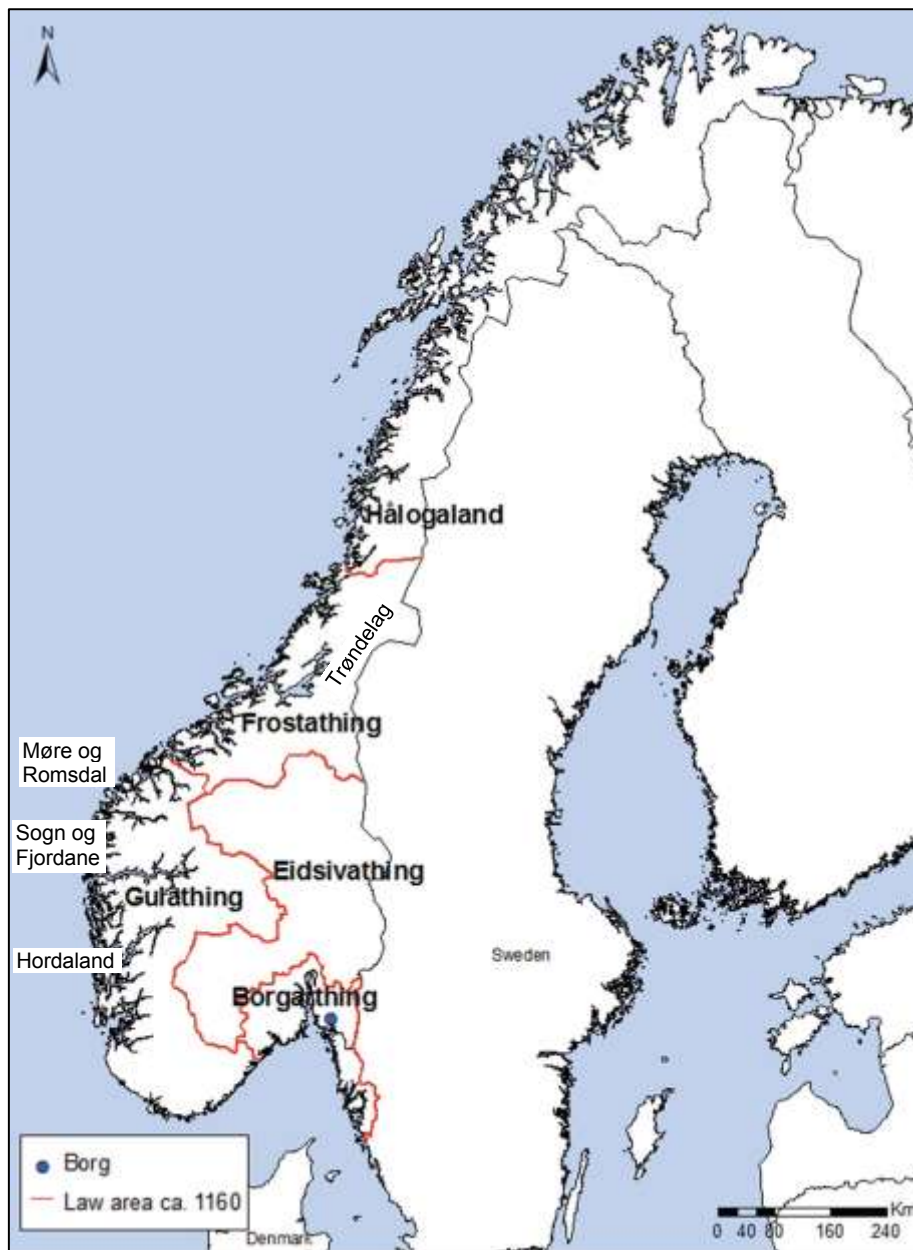 N
Hålogaland
Trøndelag
Frostathing
Møre og
Romsdal
Sogn og
Fjordane
Eidsivathing
Gulathing
Hordaland
Sweden
Borgarthing
Borg
Law area ca. 1160
Denmark
Km
0 40 80 160 240